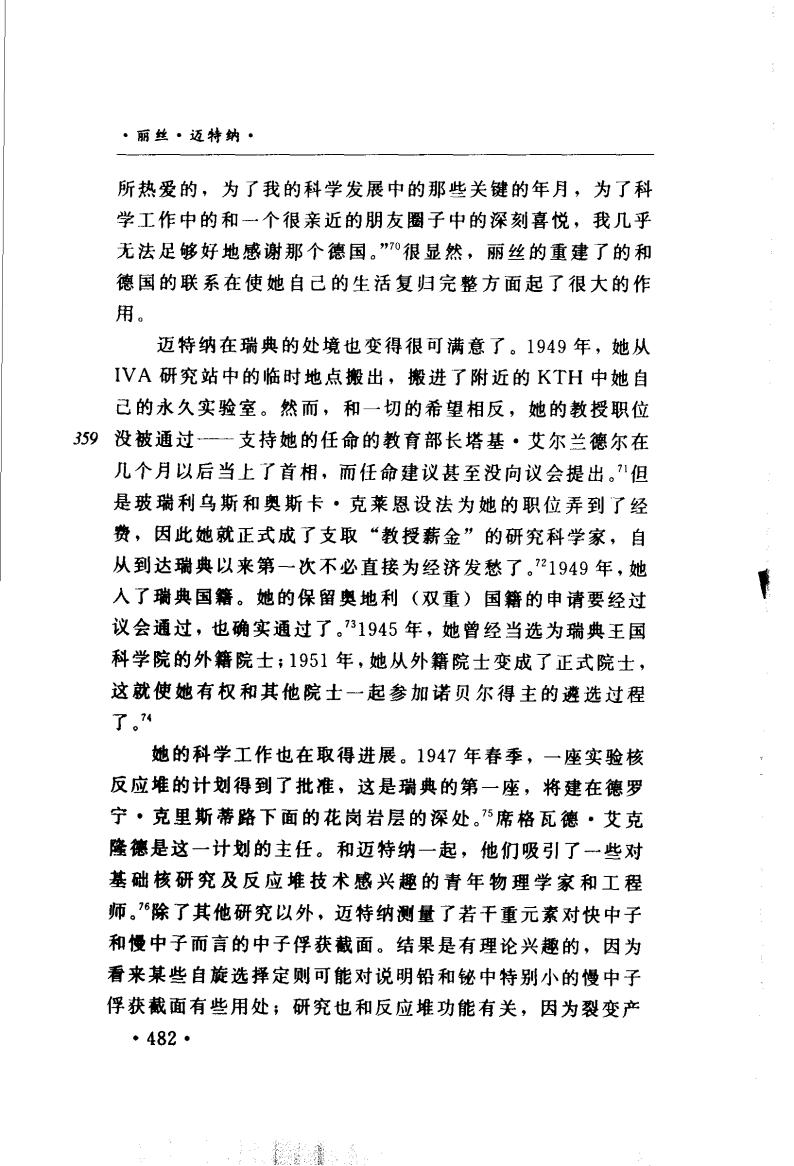 ·丽丝·迈特纳·
所热爱的，为了我的科学发展中的那些关键的年月，为了科
学工作中的和一个很亲近的朋友圈子中的深刻喜悦，我几乎
无法足够好地感谢那个德国。”70很显然，丽丝的重建了的和
德国的联系在使她自己的生活复归完整方面起了很大的作
用。
迈特纳在瑞典的处境也变得很可满意了。1949年，她从
IVA研究站中的临时地点搬出，搬进了附近的KTH中她自
己的永久实验室。然而，和一切的希望相反，她的教授职位
359 没被通过——支持她的任命的教育部长塔基·艾尔兰德尔在
几个月以后当上了首相，而任命建议甚至没向议会提出。71但
是玻瑞利乌斯和奥斯卡·克莱恩设法为她的职位弄到了经
费，因此她就正式成了支取“教授薪金”的研究科学家，自
从到达瑞典以来第一次不必直接为经济发愁了。721949年，她
入了瑞典国籍。她的保留奥地利（双重）国籍的申请要经过
议会通过，也确实通过了。731945年，她曾经当选为瑞典王国
科学院的外籍院士；1951年，她从外籍院士变成了正式院士，
这就使她有权和其他院士一起参加诺贝尔得主的遴选过程
了。74
她的科学工作也在取得进展。1947年春季，一座实验核
反应堆的计划得到了批准，这是瑞典的第一座，将建在德罗
宁·克里斯蒂路下面的花岗岩层的深处。75席格瓦德·艾克
隆德是这一计划的主任。和迈特纳一起，他们吸引了一些对
基础核研究及反应堆技术感兴趣的青年物理学家和工程
师。76除了其他研究以外，迈特纳测量了若干重元素对快中子
和慢中子而言的中子俘获截面。结果是有理论兴趣的，因为
看来某些自旋选择定则可能对说明铅和铋中特别小的慢中子
俘获截面有些用处；研究也和反应堆功能有关，因为裂变产
·482·